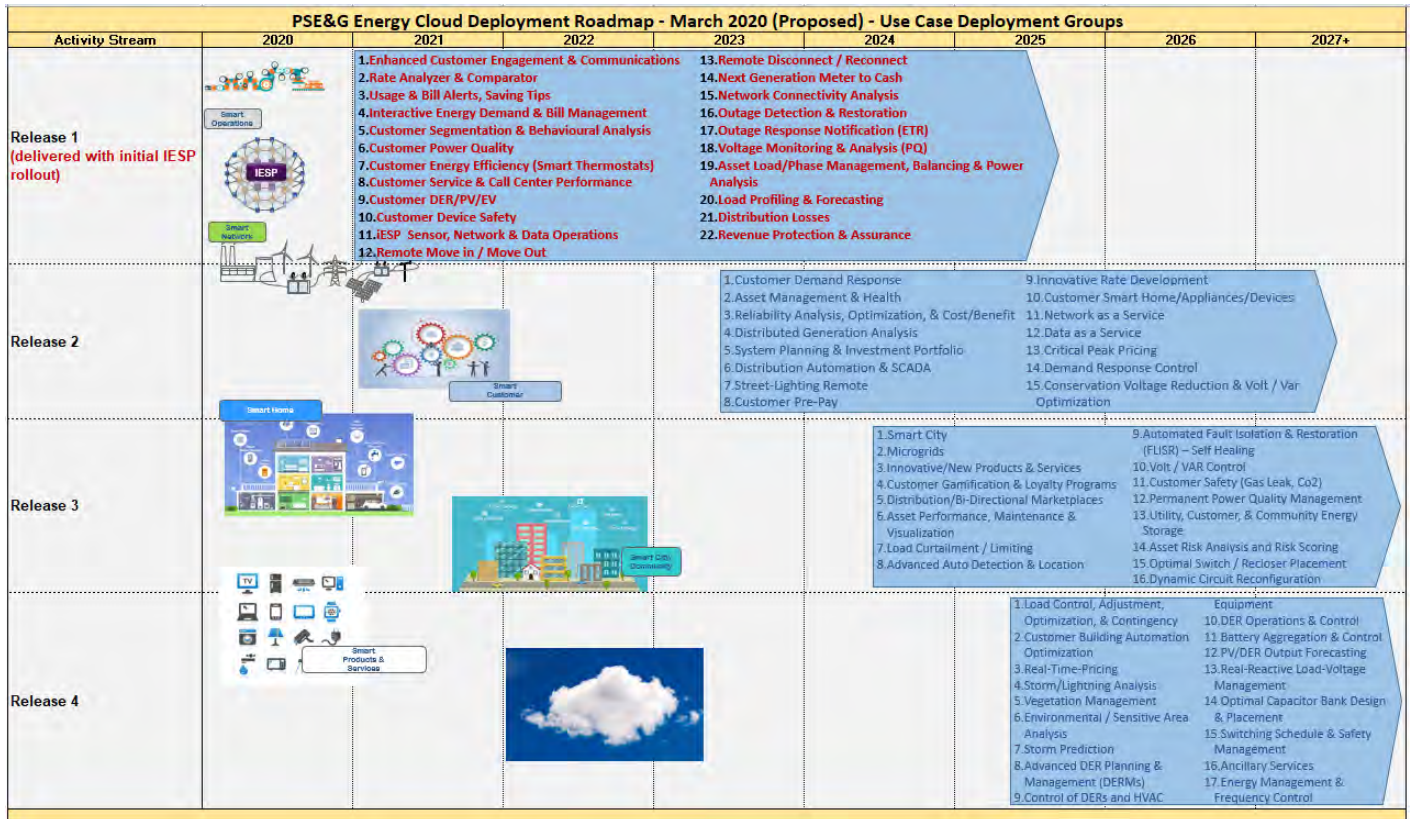 PSE&G Energy Cloud Deployment Roadmap - March 2020 (Proposed) - Use Case Deployment Groups
Activity Stream 2020 2021 2022 2023 2024 2025 2026 2027+
Release 1
(delivered with initial IESP
rollout)
Smart
Operations
IESP
Smart
Network
1.Enhanced Customer Engagement & Communications
2.Rate Analyzer & Comparator
3.Usage & Bill Alerts, Saving Tips
4.Interactive Energy Demand & Bill Management
5.Customer Segmentation & Behavioural Analysis
6.Customer Power Quality
7.Customer Energy Efficiency (Smart Thermostats)
8.Customer Service & Call Center Performance
9.Customer DER/PV/EV
10.Customer Device Safety
11.iESP Sensor, Network & Data Operations
12.Remote Move in / Move Out
13.Remote Disconnect / Reconnect
14.Next Generation Meter to Cash
15.Network Connectivity Analysis
16.Outage Detection & Restoration
17.Outage Response Notification (ETR)
18.Voltage Monitoring & Analysis (PQ)
19.Asset Load/Phase Management, Balancing & Power
Analysis
20.Load Profiling & Forecasting
21.Distribution Losses
22.Revenue Protection & Assurance
Release 2
Smart
Customer
1.Customer Demand Response
2.Asset Management & Health
3.Reliability Analysis, Optimization, & Cost/Benefit
4.Distributed Generation Analysis
5.System Planning & Investment Portfolio
6.Distribution Automation & SCADA
7.Street-Lighting Remote
8.Customer Pre-Pay
9.Innovative Rate Development
10.Customer Smart Home/Appliances/Devices
11.Network as a Service
12.Data as a Service
13.Critical Peak Pricing
14.Demand Response Control
15.Conservation Voltage Reduction & Volt / Var
Optimization
Smart Home
Release 3
Smart City
Community
1.Smart City
2.Microgrids
3.Innovative/New Products & Services
4.Customer Gamification & Loyalty Programs
5.Distribution/Bi-Directional Marketplaces
6.Asset Performance, Maintenance &
Visualization
7.Load Curtailment / Limiting
8.Advanced Auto Detection & Location
9.Automated Fault Isolation & Restoration
(FLISR) – Self Healing
10.Volt / VAR Control
11.Customer Safety (Gas Leak, Co2)
12.Permanent Power Quality Management
13.Utility, Customer, & Community Energy
Storage
14.Asset Risk Analysis and Risk Scoring
15.Optimal Switch / Recloser Placement
16.Dynamic Circuit Reconfiguration
Release 4
TV
Smart
Products &
Services
1.Load Control, Adjustment,
Optimization, & Contingency
2.Customer Building Automation
Optimization
3.Real-Time-Pricing
4.Storm/Lightning Analysis
5.Vegetation Management
6.Environmental / Sensitive Area
Analysis
7.Storm Prediction
8.Advanced DER Planning &
Management (DERMs)
9.Control of DERs and HVAC
Equipment
10.DER Operations & Control
11.Battery Aggregation & Control
12.PV/DER Output Forecasting
13.Real-Reactive Load-Voltage
Management
14.Optimal Capacitor Bank Design
& Placement
15.Switching Schedule & Safety
Management
16.Ancillary Services
17.Energy Management &
Frequency Control